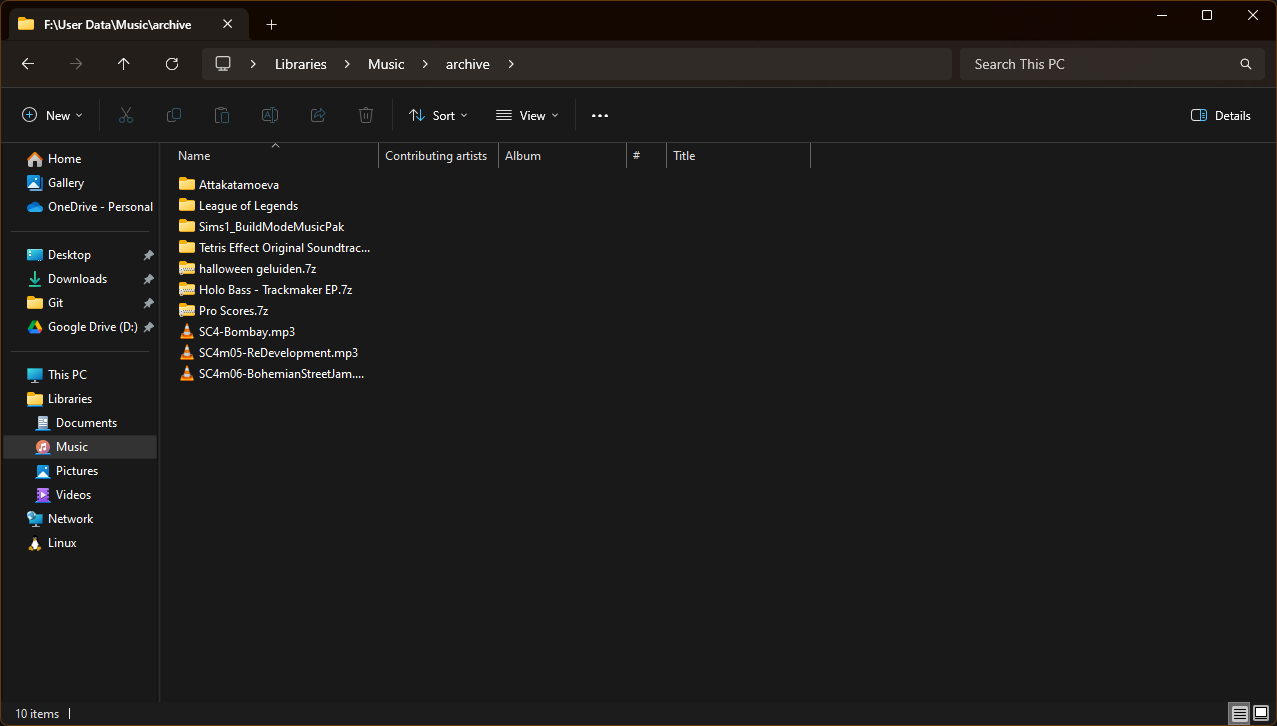 F:\User Data\Music\archive
Libraries > Music > archive >
Search This PC
New
Sort
View
Details
Home
Gallery
OneDrive - Personal
Desktop
Downloads
Git
Google Drive (D:)
This PC
Libraries
Documents
Music
Pictures
Videos
Network
Linux
Name Contributing artists Album # Title
Attakatamoeva
League of Legends
Sims1_BuildModeMusicPak
Tetris Effect Original Soundtrac...
halloween geluiden.7z
Holo Bass - Trackmaker EP.7z
Pro Scores.7z
SC4-Bombay.mp3
SC4m05-ReDevelopment.mp3
SC4m06-BohemianStreetJam....
10 items